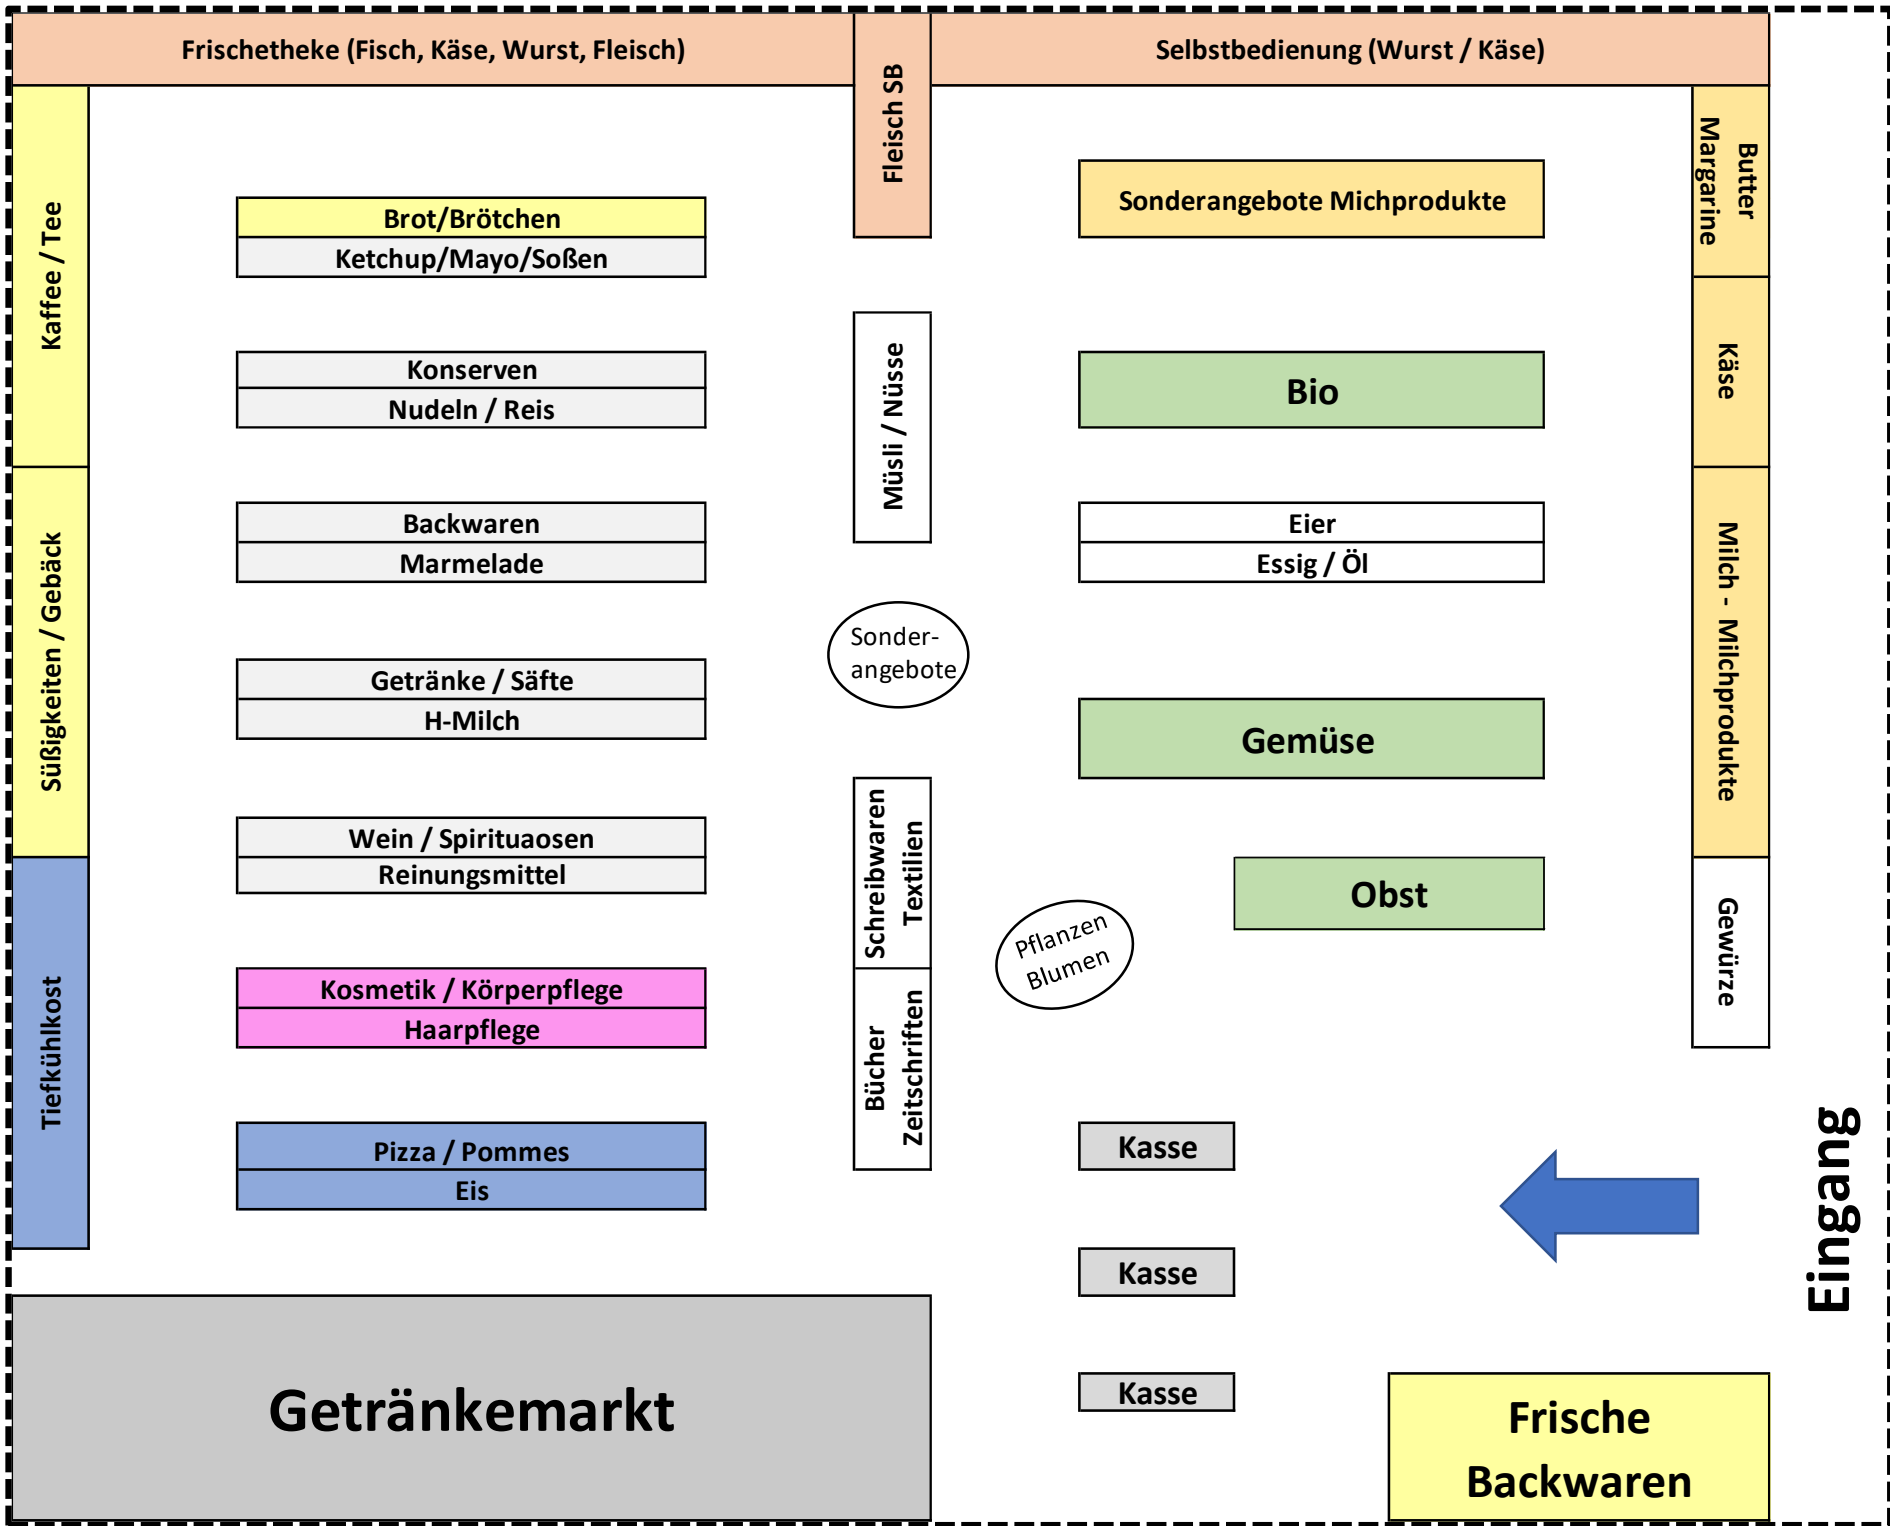 Frischetheke (Fisch, Käse, Wurst, Fleisch)
Fleisch SB
Selbstbedienung (Wurst / Käse)
Kaffee / Tee
Süßigkeiten / Gebäck
Tiefkühlkost
Brot/Brötchen
Ketchup/Mayo/Soßen
Konserven
Nudeln / Reis
Backwaren
Marmelade
Getränke / Säfte
H-Milch
Wein / Spirituaosen
Reinungsmittel
Kosmetik / Körperpflege
Haarpflege
Pizza / Pommes
Eis
Müsli / Nüsse
Sonder-
angebote
Schreibwaren
Textilien
Bücher
Zeitschriften
Sonderangebote Michprodukte
Bio
Eier
Essig / Öl
Gemüse
Obst
Pflanzen
Blumen
Butter
Margarine
Käse
Milch - Milchprodukte
Gewürze
Kasse
Kasse
Kasse
Eingang
Getränkemarkt
Frische
Backwaren